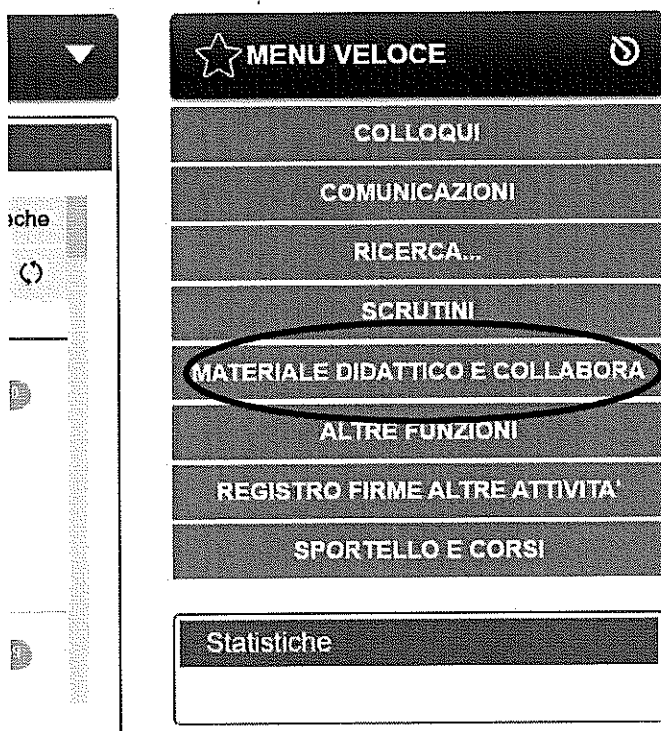 MENU VELOCE
COLLOQUI
COMUNICAZIONI
RICERCA...
SCRUTINI
MATERIALE DIDATTICO E COLLABORA
ALTRE FUNZIONI
REGISTRO FIRME ALTRE ATTIVITA'
SPORTELLO E CORSI
Statistiche